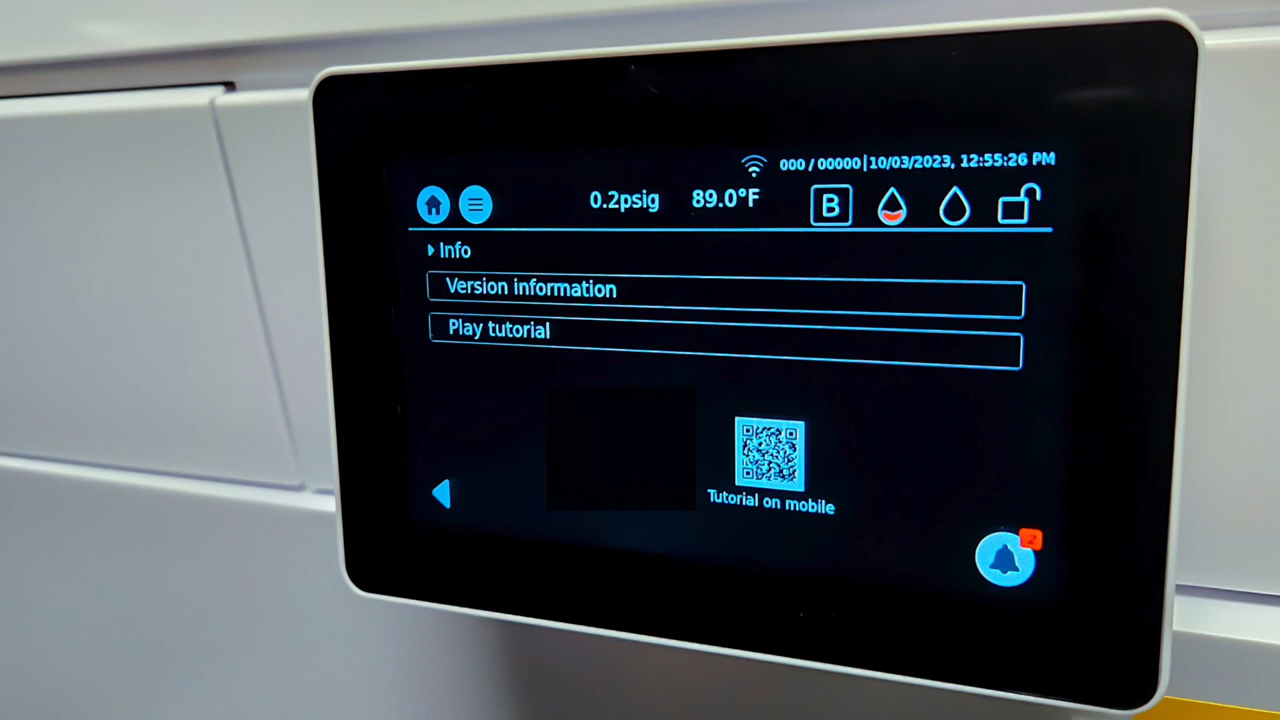 000 / 00000|10/03/2023, 12:55:26 PM
0.2psig 89.0°F B
Info
Version information
Play tutorial
Tutorial on mobile
2